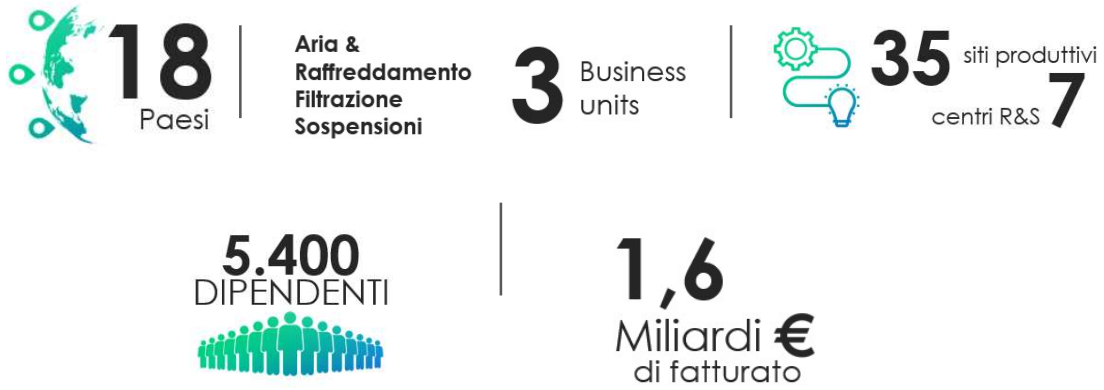 18
Paesi
Aria &
Raffreddamento
Filtrazione
Sospensioni
3 Business
units
35 siti produttivi
centri R&S 7
5.400
DIPENDENTI
1,6
Miliardi €
di fatturato